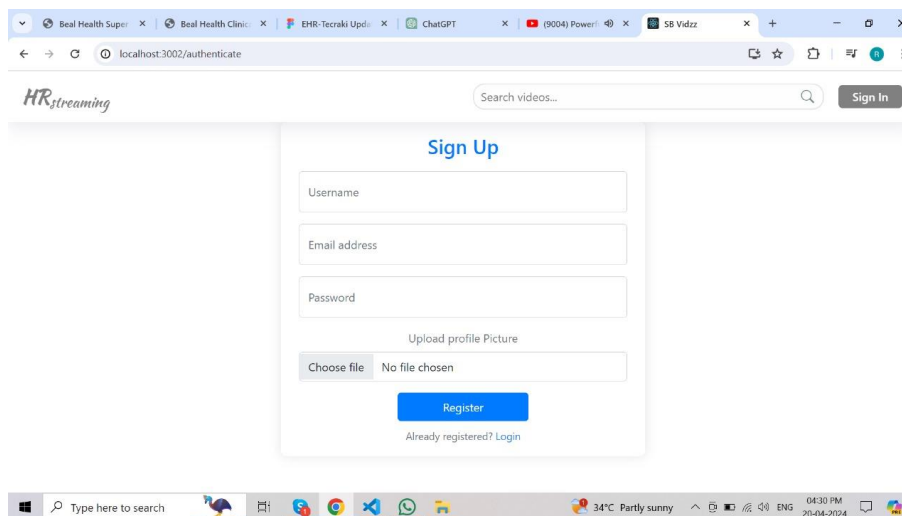 Beal Health Super
Beal Health Clinic
EHR-Tecraki Upda
ChatGPT
(9004) Powerf
SB Vidzz
localhost:3002/authenticate
R
HRstreaming
Search videos...
Sign In
Sign Up
Username
Email address
Password
Upload profile Picture
Choose file No file chosen
Register
Already registered? Login
Type here to search
34°C Partly sunny
ENG
04:30 PM
20-04-2024